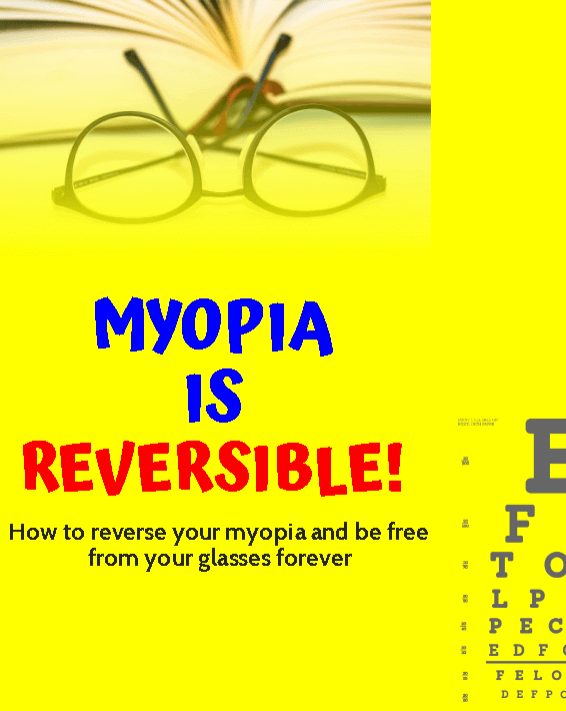 MYOPIA
IS
REVERSIBLE!
How to reverse your myopia and be free
from your glasses forever
E
F
T O
L P
P E C
E D F
F E L O
D E F P O